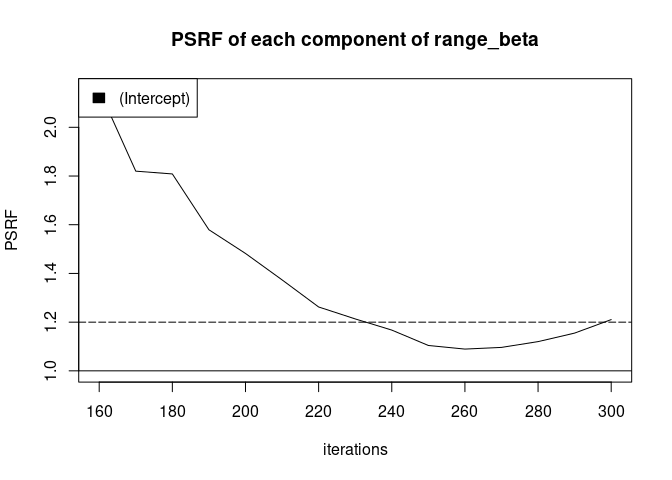 PSRF of each component of range_beta
(Intercept)
PSRF
2.0
1.8
1.6
1.4
1.2
1.0
160 180 200 220 240 260 280 300
iterations